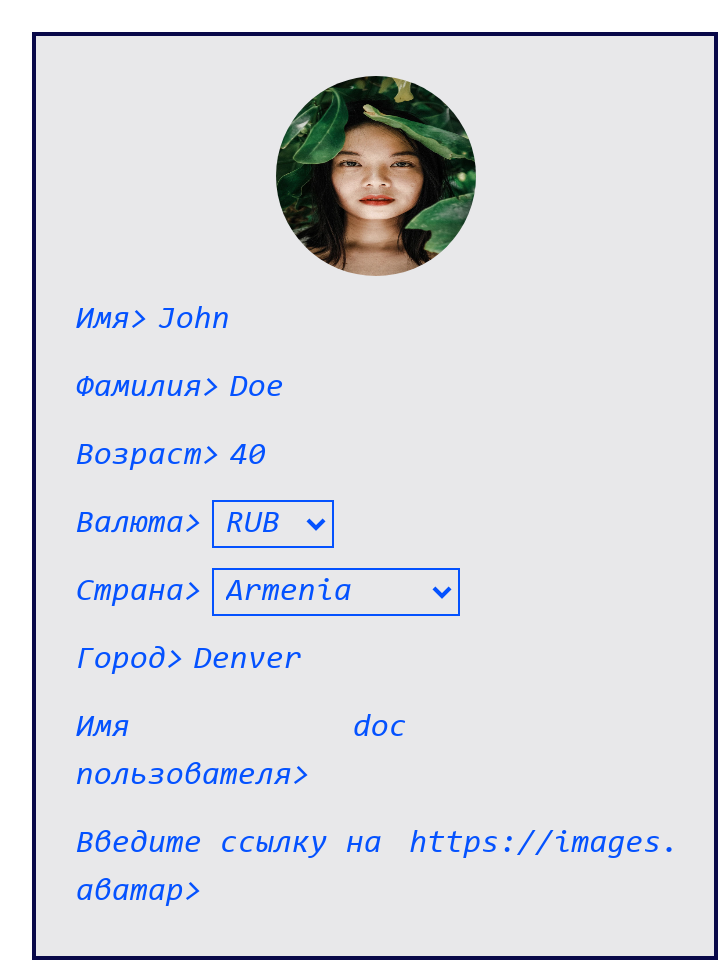 Имя> John
Фамилия> Doe
Возраст> 40
Валюта> RUB
Страна> Armenia
Город> Denver
Имя doc
пользователя>
Введите ссылку на https://images.
аватар>